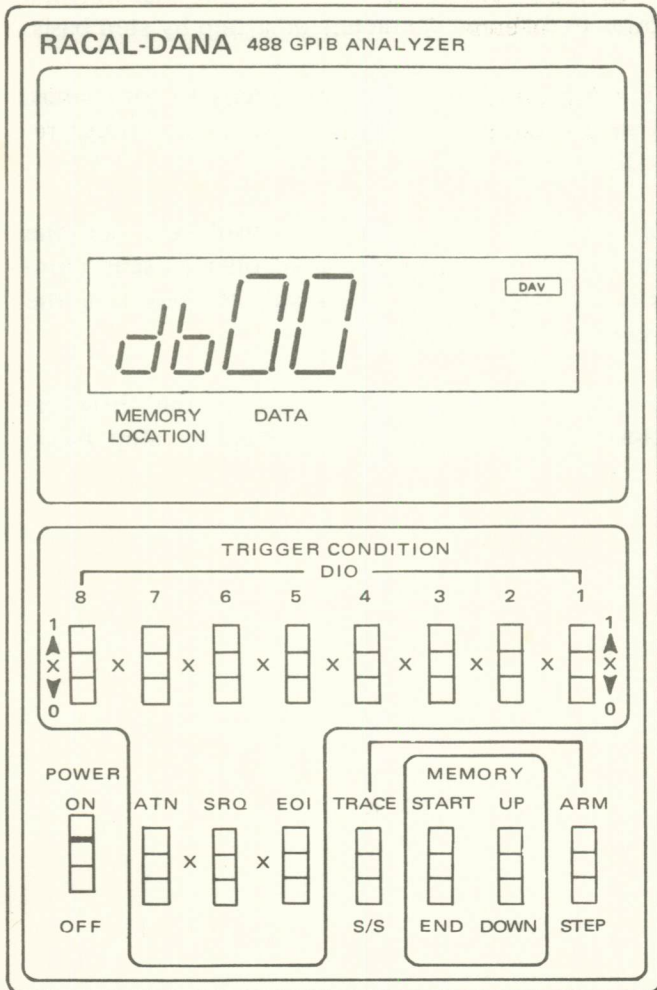 RACAL-DANA 488 GPIB ANALYZER
db00
DAV
MEMORY DATA
LOCATION
TRIGGER CONDITION
DIO
8 7 6 5 4 3 2 1
1 1
X X X X X X X X X
0 0
POWER MEMORY
ON ATN SRQ EOI TRACE START UP ARM
X X
OFF S/S END DOWN STEP